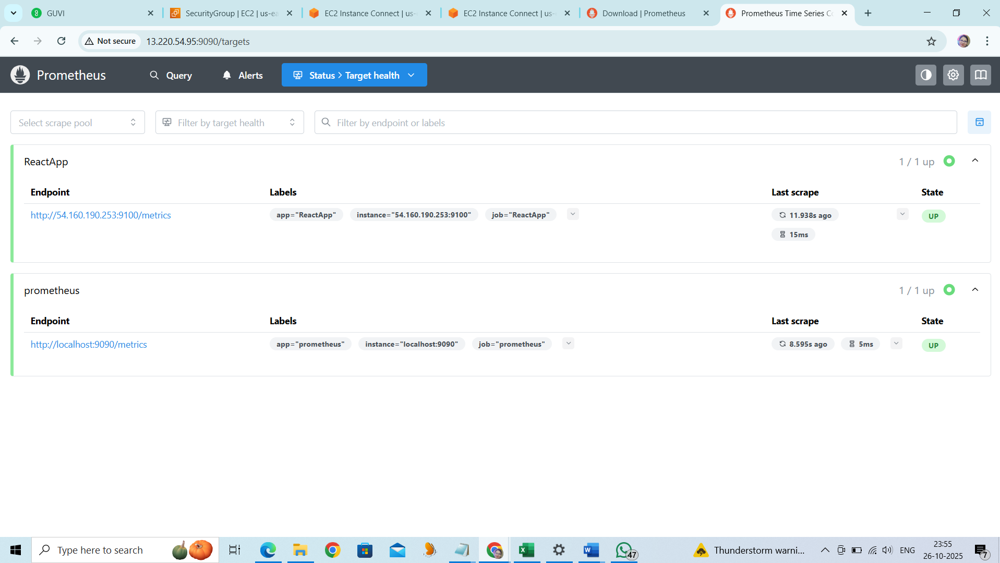 GUVI
SecurityGroup | EC2 | us-ea
EC2 Instance Connect | us-
EC2 Instance Connect | us-
Download | Prometheus
Prometheus Time Series Co
Not secure
13.220.54.95:9090/targets
Prometheus
Query
Alerts
Status > Target health
Select scrape pool
Filter by target health
Filter by endpoint or labels
ReactApp
1 / 1 up
Endpoint Labels Last scrape State
http://54.160.190.253:9100/metrics app="ReactApp" instance="54.160.190.253:9100" job="ReactApp" 11.938s ago UP
15ms
prometheus
1 / 1 up
Endpoint Labels Last scrape State
http://localhost:9090/metrics app="prometheus" instance="localhost:9090" job="prometheus" 8.595s ago 5ms UP
Type here to search
47
Thunderstorm warni...
ENG
23:55
26-10-2025
7